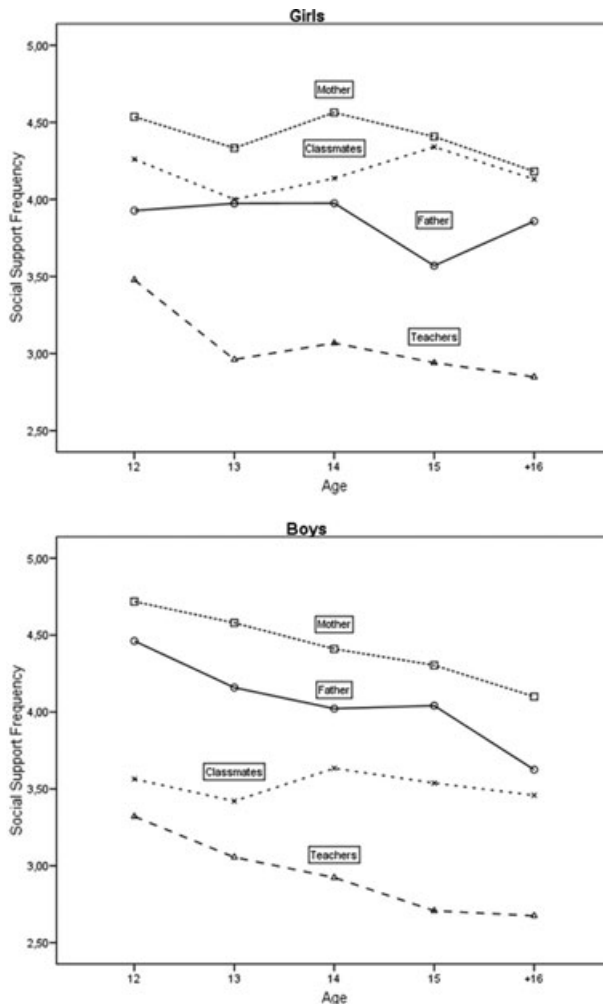 Girls
5,00
4,50
4,00
3,50
3,00
2,50
Social Support Frequency
Mother
Classmates
Father
Teachers
12 13 14 15 +16
Age
Boys
5,00
4,50
4,00
3,50
3,00
2,50
Social Support Frequency
Mother
Father
Classmates
Teachers
12 13 14 15 +16
Age